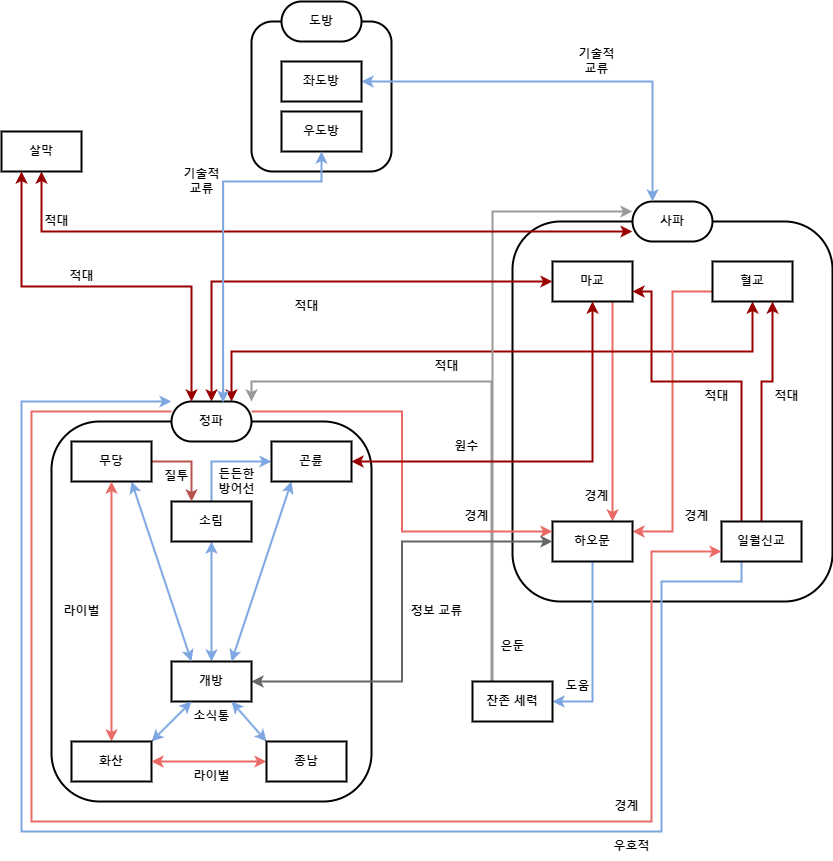 도방
좌도방
기술적
교류
우도방
살막
기술적
교류
적대
사파
적대
마교
혈교
적대
적대
적대
적대
정파
무당
질투
든든한
방어선
곤륜
원수
소림
경계
경계
경계
하오문
일월신교
라이벌
정보 교류
은둔
개방
소식통
도움
잔존 세력
화산
라이벌
종남
경계
우호적